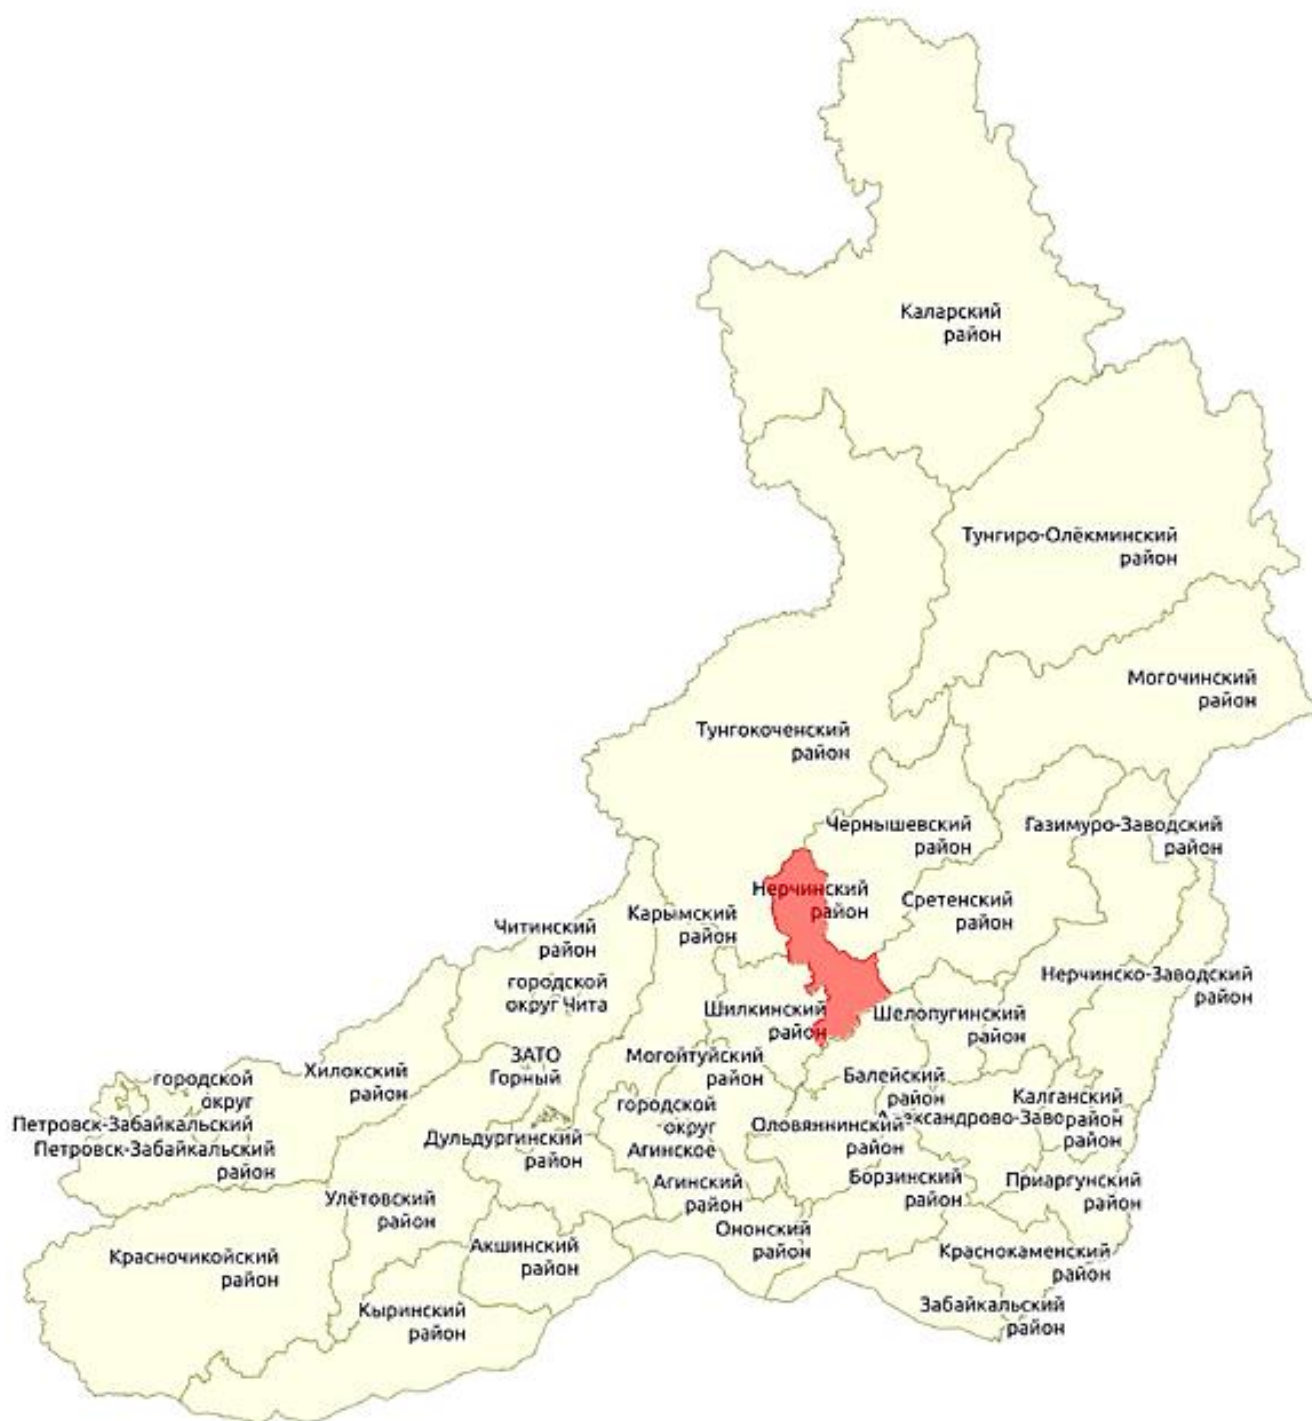 Каларский
район
Тунгиро-Олёкминский
район
Могочинский
район
Тунгокоченский
район
Чернышевский
район
Газимуро-Заводский
район
Нерчинский
район
Сретенский
район
Карымский
район
Читинский
район
городской
округ Чита
Нерчинско-Заводский
район
Шилкинский
район
Шелопугинский
район
ЗАТО
Горный
Могойтуйский
район
Хилокский
район
городской
округ
Петровск-Забайкальский
Петровск-Забайкальский
район
Балейский
район
Калганский
район
городской
округ
Агинское
Оловяннинский
район
район
Дульдургинский
район
Агинский
район
Борзинский
район
Приаргунский
район
Улётовский
район
Ононский
район
Акшинский
район
Красночикойский
район
Краснокаменский
район
Забайкальский
район
Кыринский
район